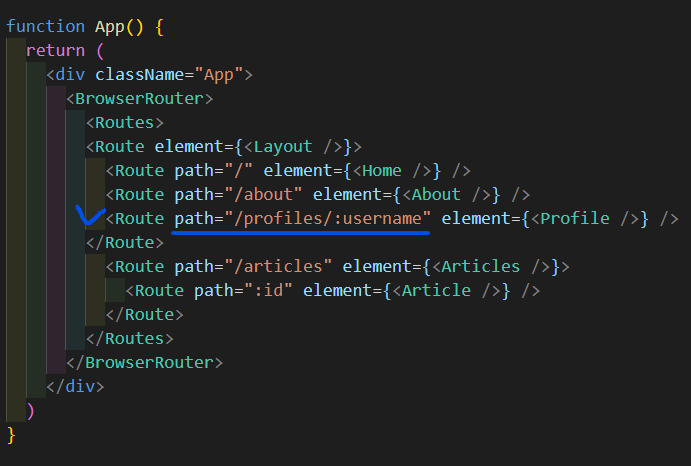 function App() {
  return (
    <div className="App">
      <BrowserRouter>
        <Routes>
        <Route element={<Layout />}>
          <Route path="/" element={<Home />} />
          <Route path="/about" element={<About />} />
          <Route path="/profiles/:username" element={<Profile />} />
        </Route>
          <Route path="/articles" element={<Articles />}>
            <Route path=":id" element={<Article />} />
          </Route>
        </Routes>
      </BrowserRouter>
    </div>
  )
}